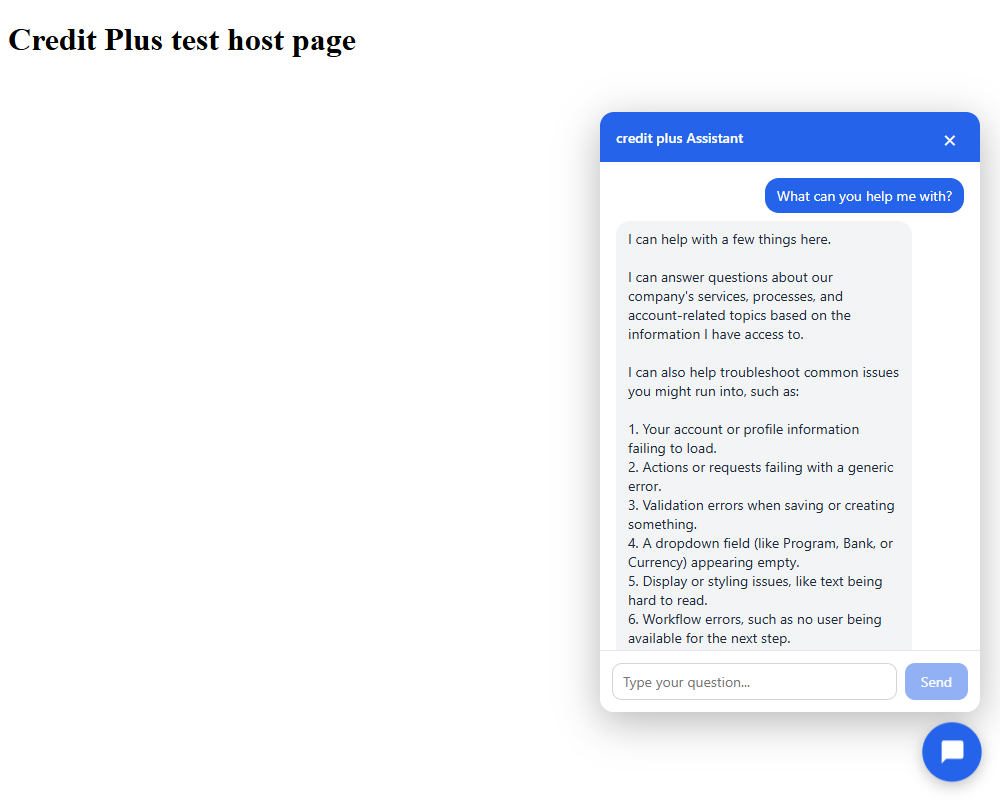 Credit Plus test host page
credit plus Assistant
What can you help me with?
I can help with a few things here.
I can answer questions about our
company's services, processes, and
account-related topics based on the
information I have access to.
I can also help troubleshoot common issues
you might run into, such as:
1. Your account or profile information
failing to load.
2. Actions or requests failing with a generic
error.
3. Validation errors when saving or creating
something.
4. A dropdown field (like Program, Bank, or
Currency) appearing empty.
5. Display or styling issues, like text being
hard to read.
6. Workflow errors, such as no user being
available for the next step.
Type your question...
Send